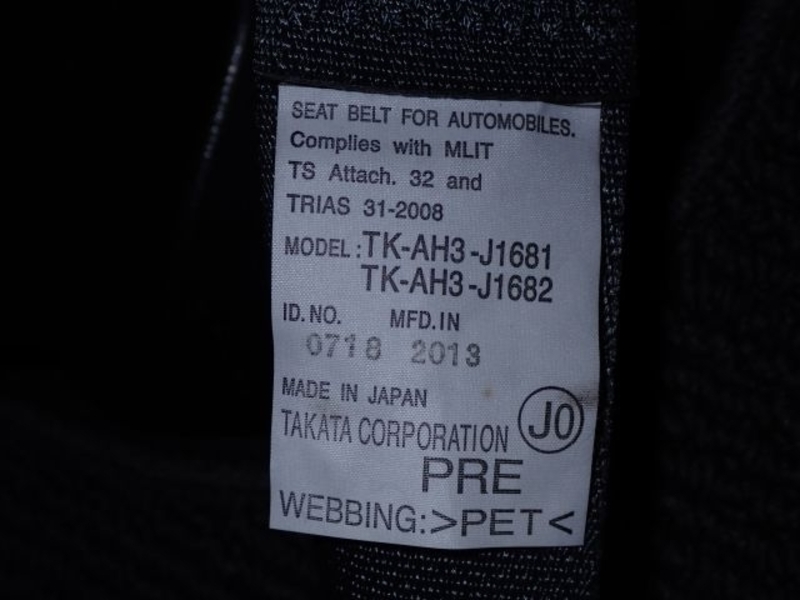 SEAT BELT FOR AUTOMOBILES.
Complies with MLIT
TS Attach. 32 and
TRIAS 31-2008
MODEL: TK-AH3-J1681
TK-AH3-J1682
ID.NO. MFD.IN
0718 2013
MADE IN JAPAN
TAKATA CORPORATION JO
PRE
WEBBING:>PET<